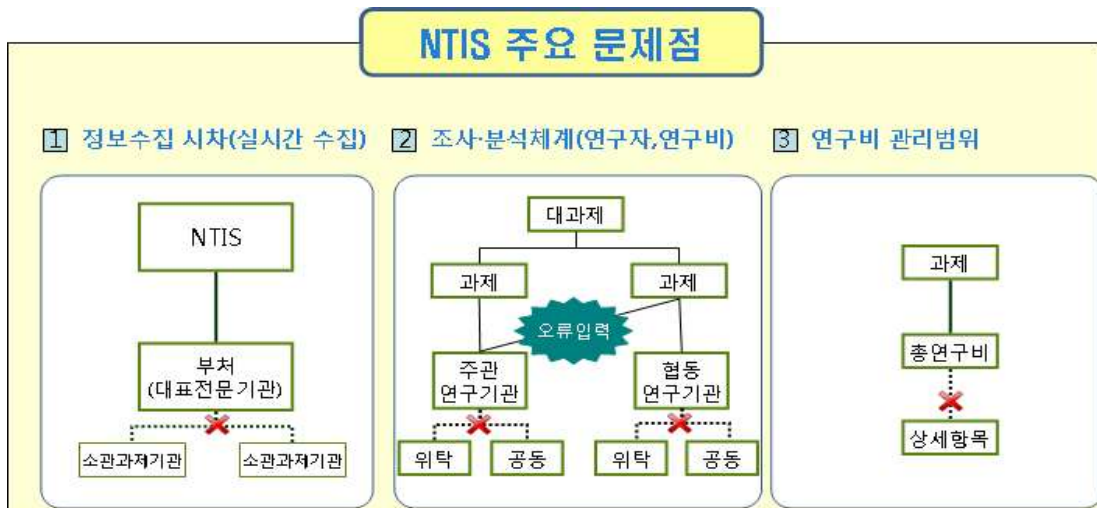 NTIS 주요 문제점
1 정보수집 시차(실시간 수집)
2 조사·분석체계(연구자,연구비)
3 연구비 관리범위
NTIS
부처
(대표전문기관)
소관과제기관
소관과제기관
대과제
과제
과제
오류입력
주관
연구기관
협동
연구기관
위탁
공동
위탁
공동
과제
총연구비
상세항목